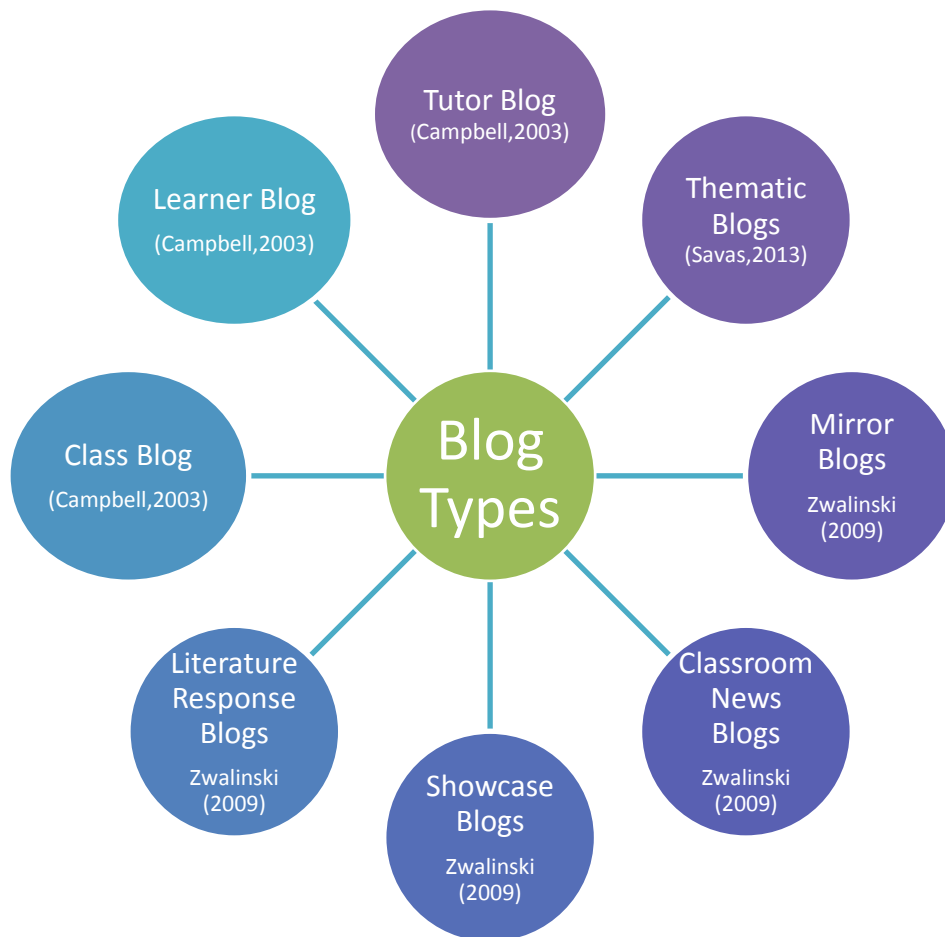 Tutor Blog
(Campbell,2003)
Thematic
Blogs
(Savas,2013)
Mirror
Blogs
Zwalinski
(2009)
Classroom
News
Blogs
Zwalinski
(2009)
Showcase
Blogs
Zwalinski
(2009)
Literature
Response
Blogs
Zwalinski
(2009)
Class Blog
(Campbell,2003)
Learner Blog
(Campbell,2003)
Blog
Types